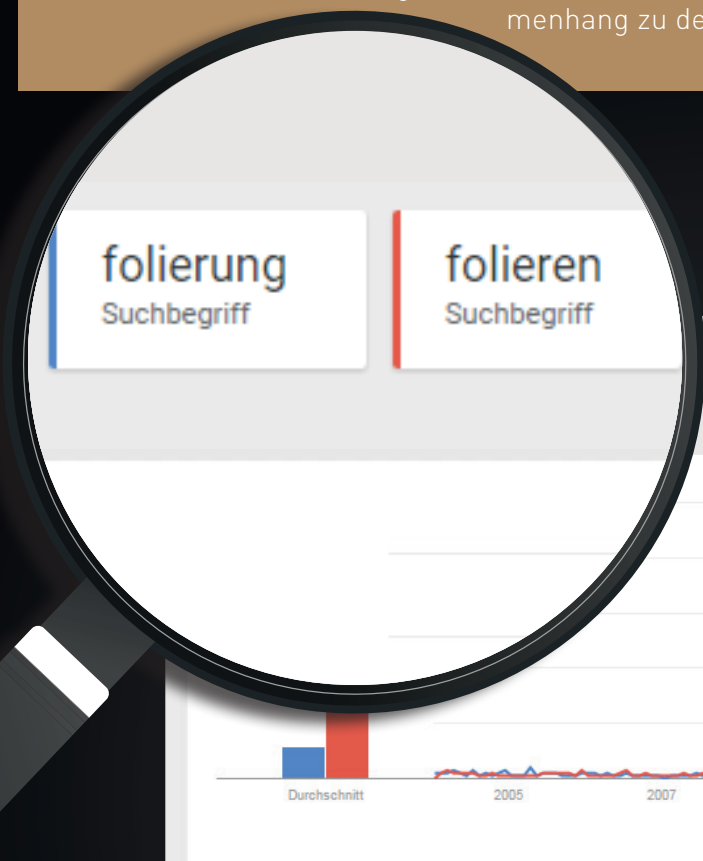 menhang zu de
folierung
Suchbegriff
folieren
Suchbegriff
Durchschnitt
2005
2007